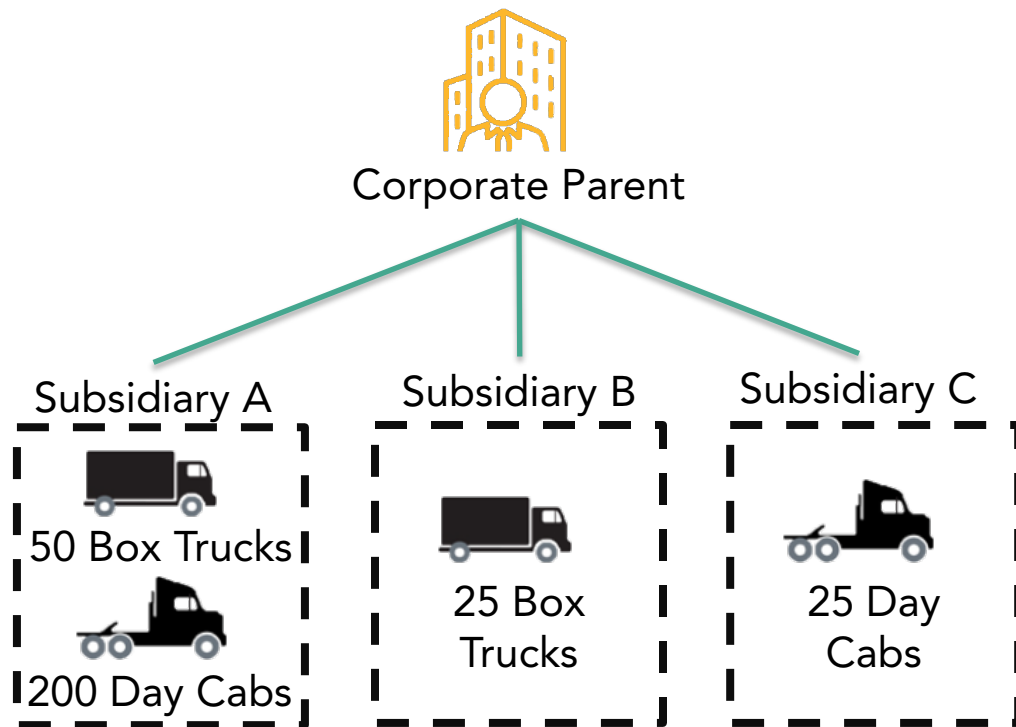 Corporate Parent
Subsidiary A
50 Box Trucks
200 Day Cabs
Subsidiary B
25 Box
Trucks
Subsidiary C
25 Day
Cabs